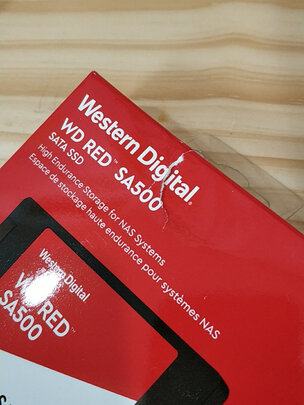 Western Digital.
WD RED™ SA500
SATA SSD
High Endurance Storage for NAS Systems
Espace de stockage haute endurance pour systèmes NAS
Western Digital
WD RED™
SA500